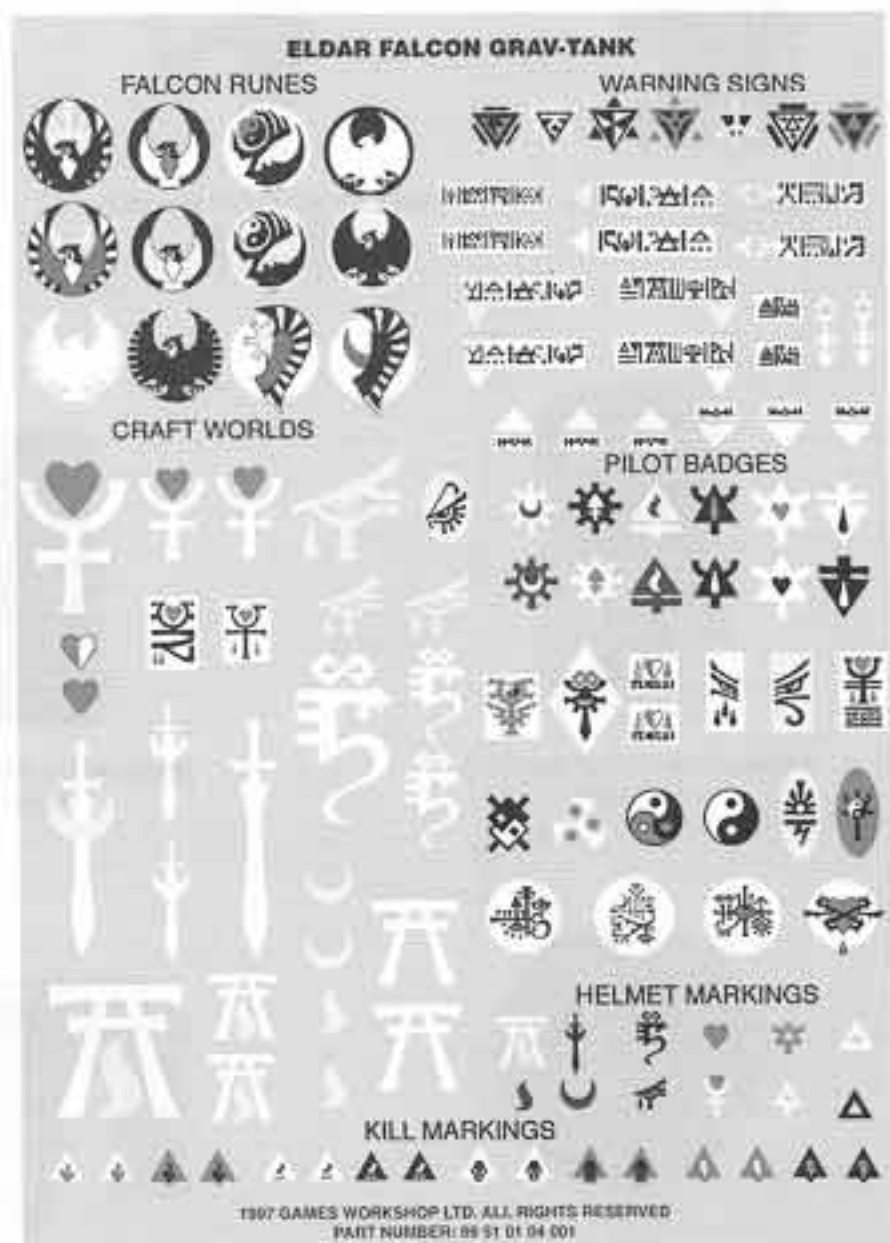 ELDAR FALCON GRAV-TANK
FALCON RUNES
WARNING SIGNS
CRAFT WORLDS
PILOT BADGES
HELMET MARKINGS
KILL MARKINGS
1997 GAMES WORKSHOP LTD. ALL RIGHTS RESERVED
PART NUMBER: 99 51 01 04 001